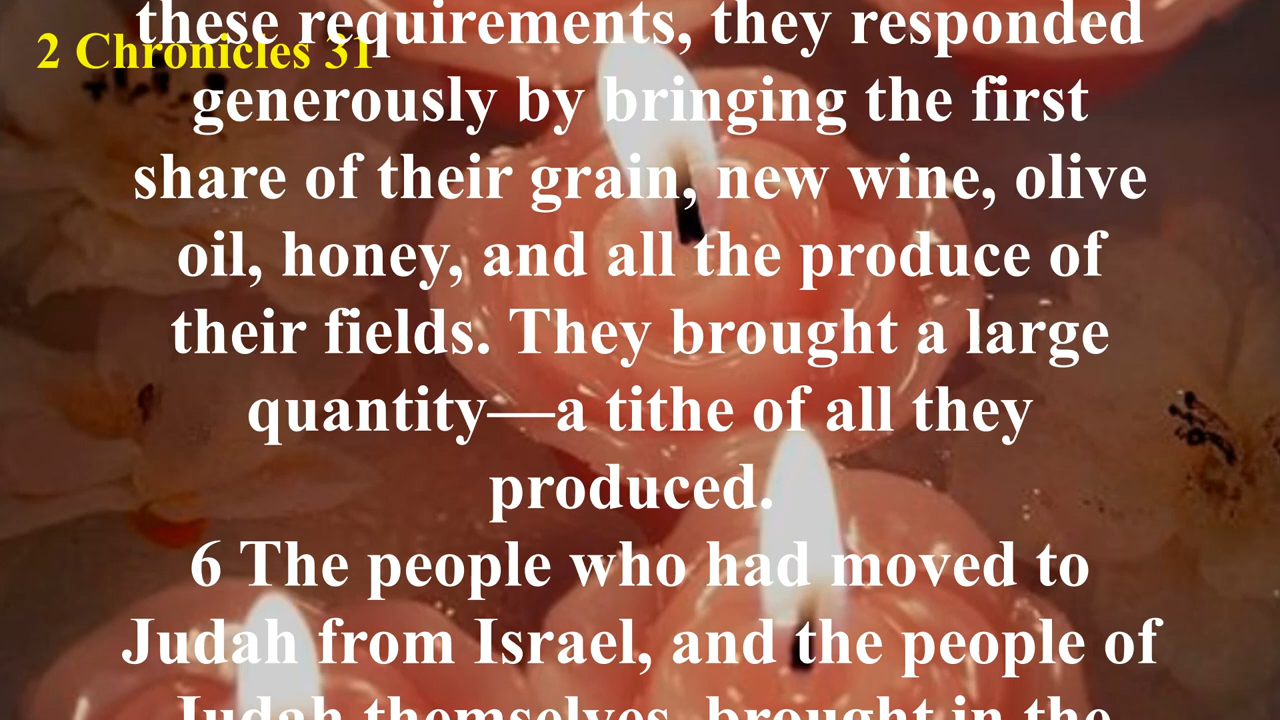 these requirements, they responded
2 Chronicles 31
generously by bringing the first
share of their grain, new wine, olive
oil, honey, and all the produce of
their fields. They brought a large
quantity—a tithe of all they
produced.
6 The people who had moved to
Judah from Israel, and the people of
Judah themselves, brought in the